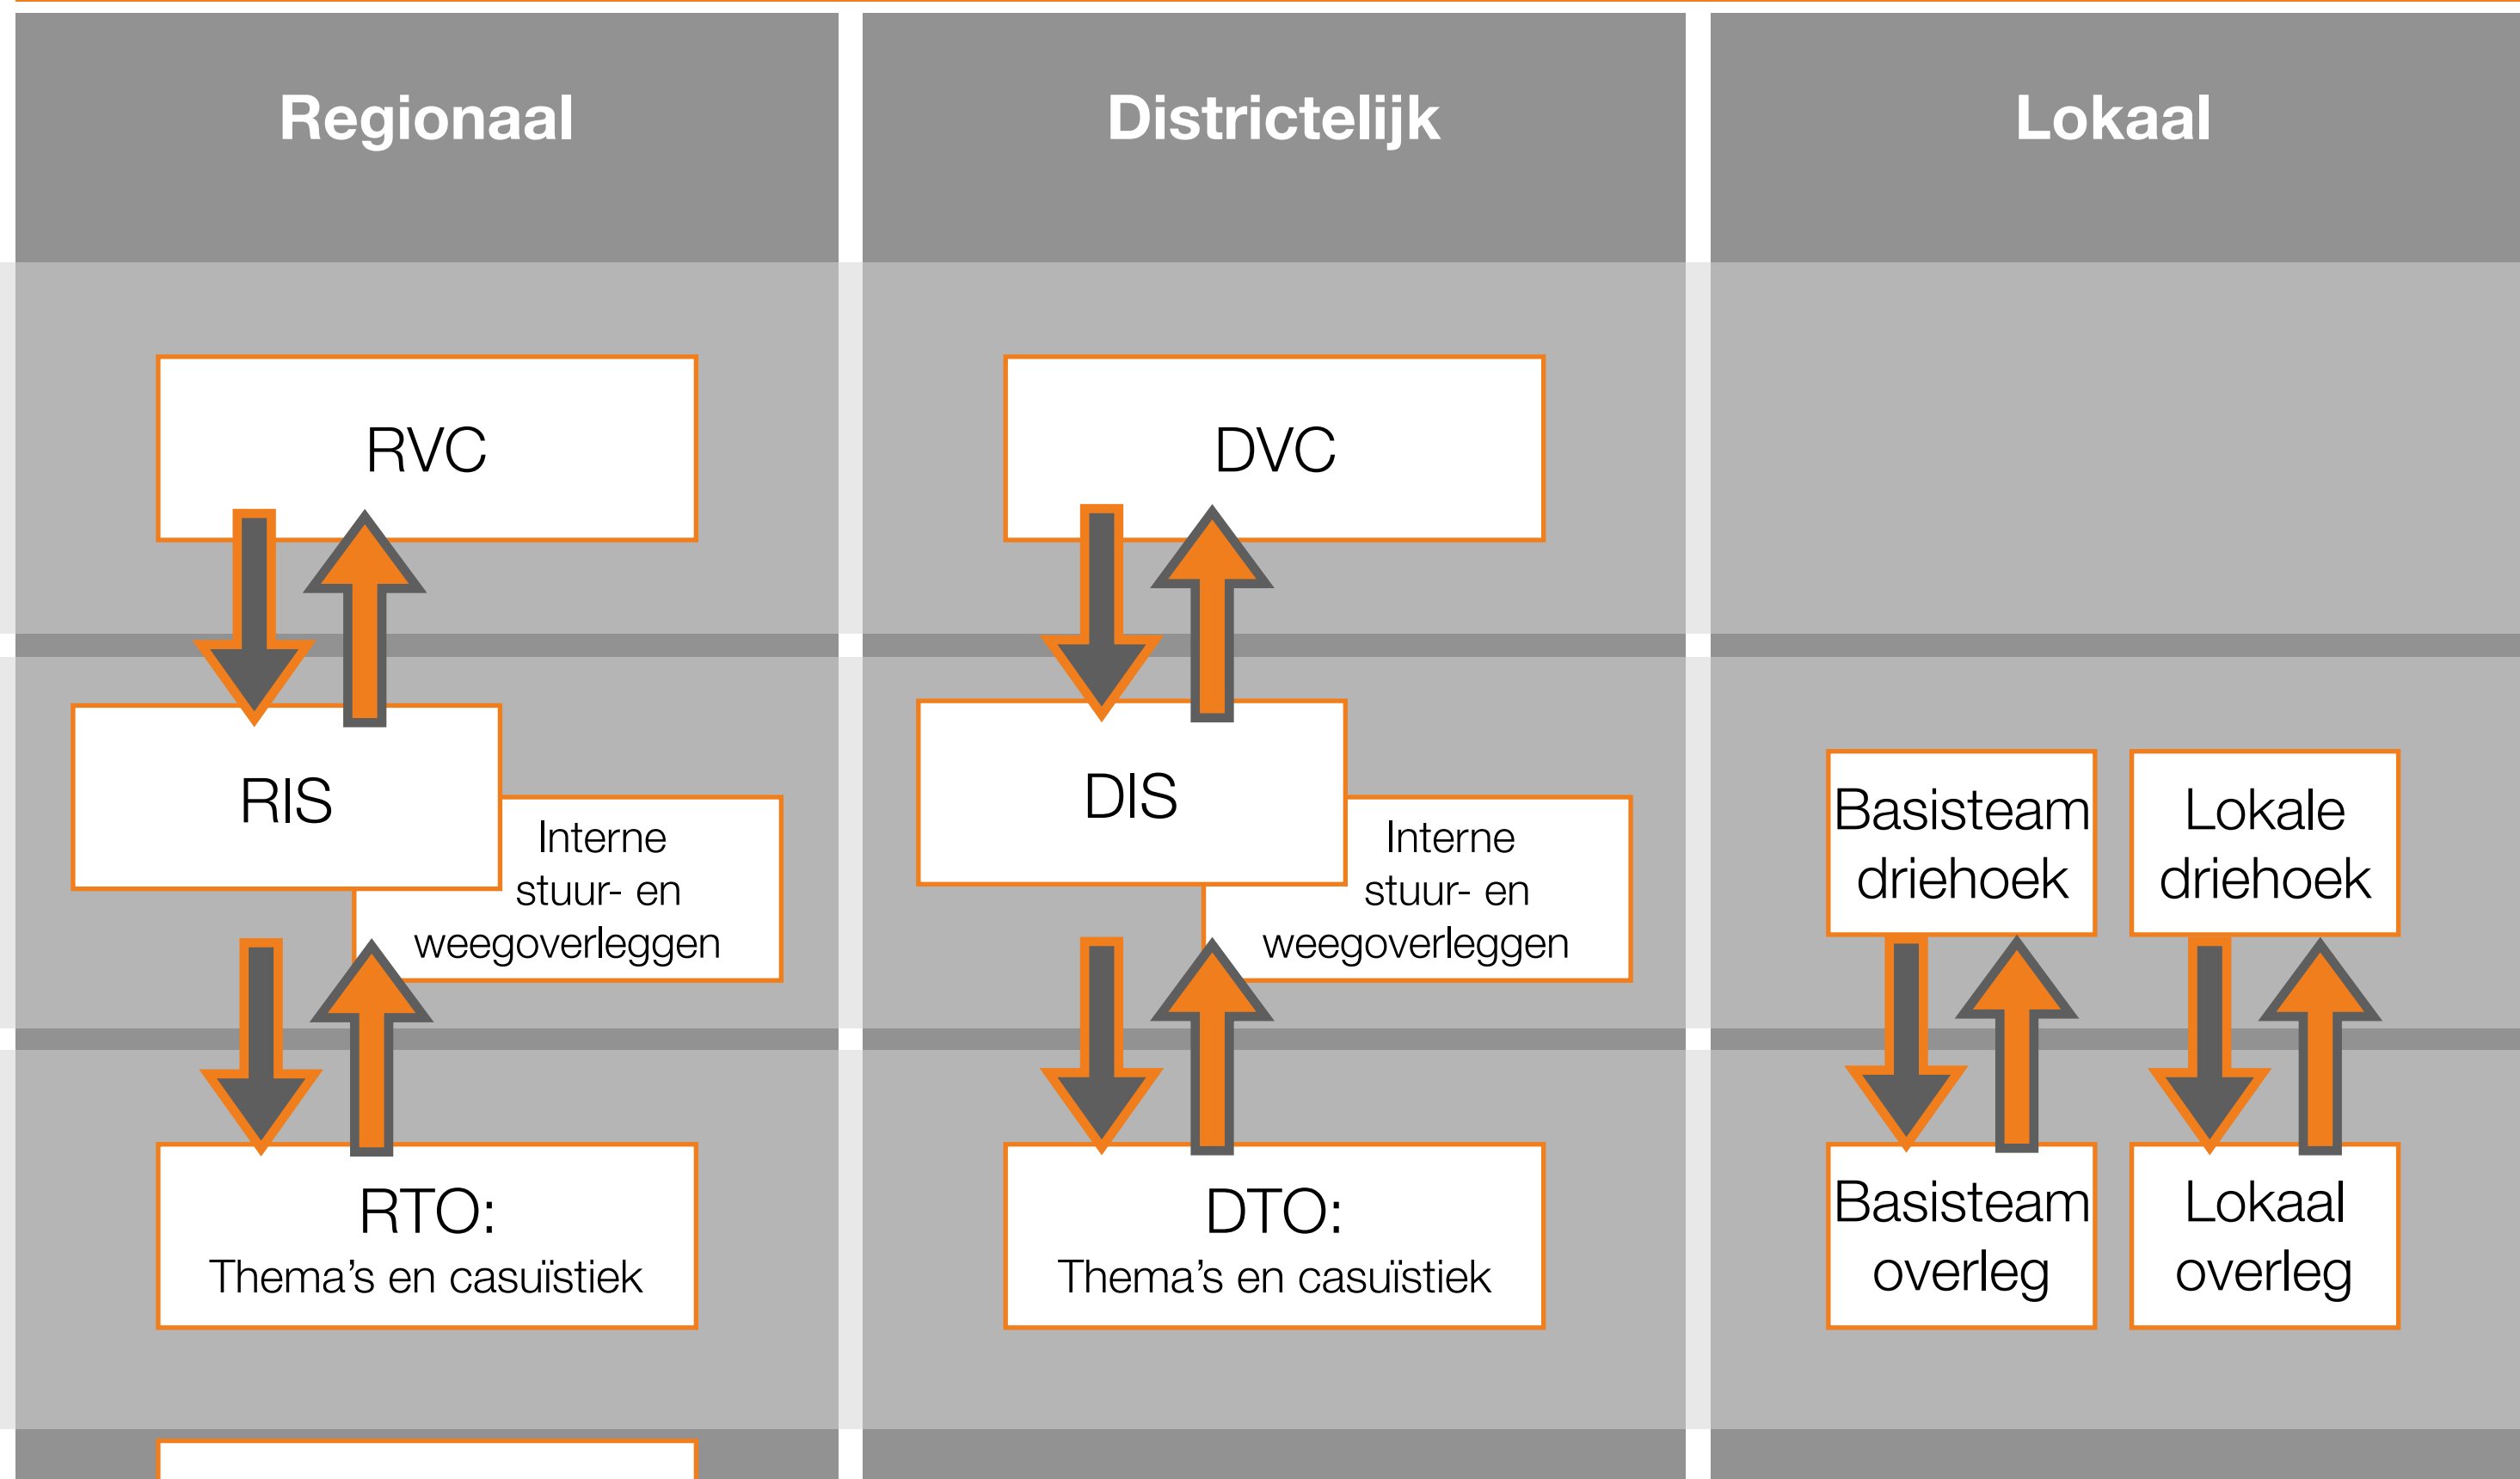 Regionaal
Districtelijk
Lokaal
RVC
DVC
RIS
Interne
stuur- en
weegoverleggen
DIS
Interne
stuur- en
weegoverleggen
Basisteam
driehoek
Lokale
driehoek
RTO:
Thema's en casuïstiek
DTO:
Thema's en casuïstiek
Basisteam
overleg
Lokaal
overleg